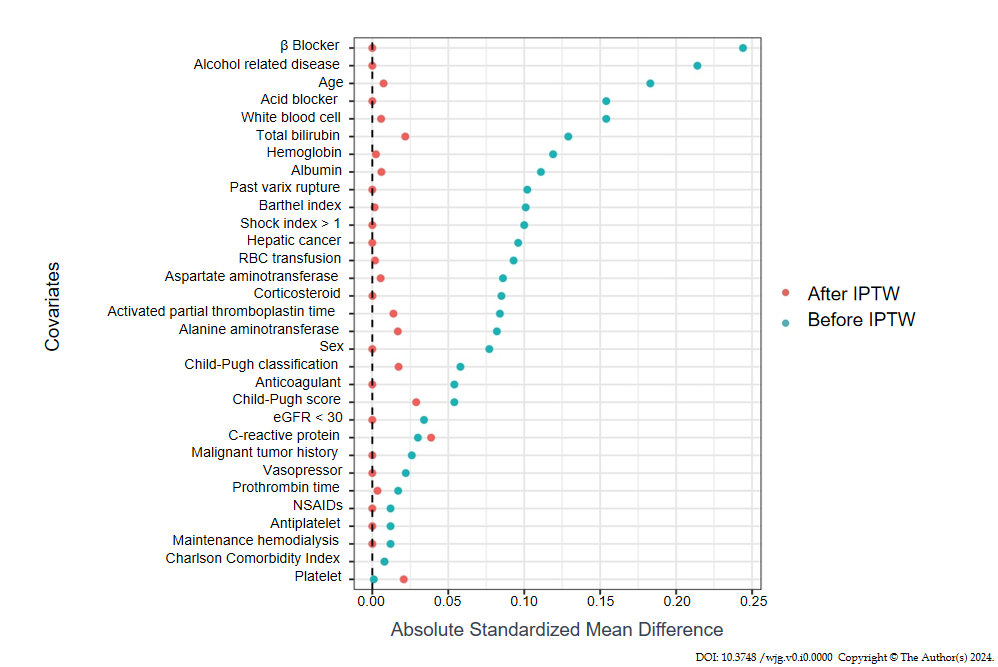 β Blocker
Alcohol related disease
Age
Acid blocker
White blood cell
Total bilirubin
Hemoglobin
Albumin
Past varix rupture
Barthel index
Shock index > 1
Hepatic cancer
RBC transfusion
Aspartate aminotransferase
Corticosteroid
Activated partial thromboplastin time
Alanine aminotransferase
Sex
Child-Pugh classification
Anticoagulant
Child-Pugh score
eGFR < 30
C-reactive protein
Malignant tumor history
Vasopressor
Prothrombin time
NSAIDs
Antiplatelet
Maintenance hemodialysis
Charlson Comorbidity Index
Platelet
Covariates
0.00 0.05 0.10 0.15 0.20 0.25
Absolute Standardized Mean Difference
After IPTW
Before IPTW
DOI: 10.3748 /wjg.v0.i0.0000 Copyright © The Author(s) 2024.